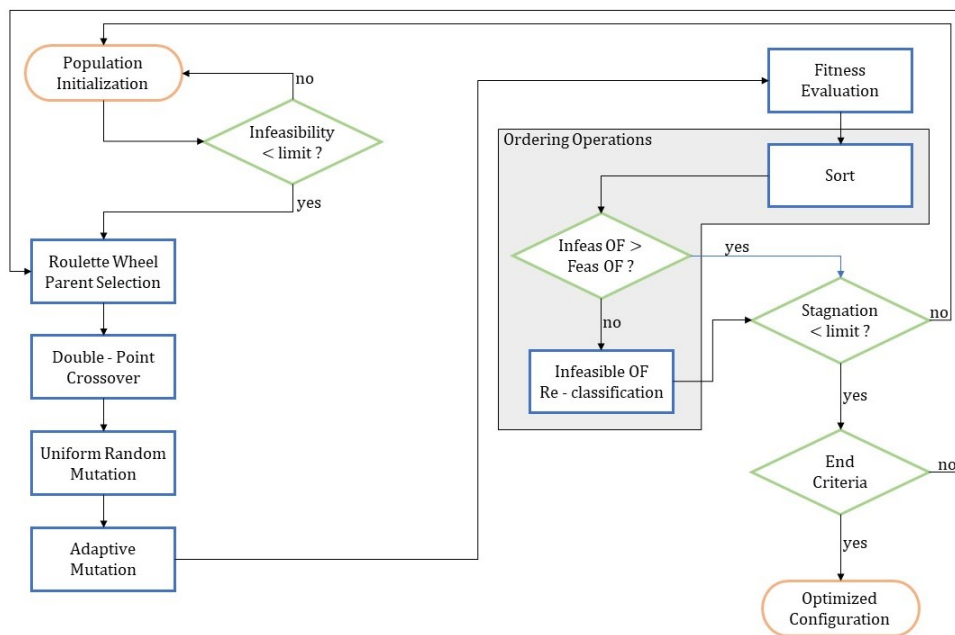 Population
Initialization
no
Infeasibility
< limit ?
yes
Roulette Wheel
Parent Selection
Double - Point
Crossover
Uniform Random
Mutation
Adaptive
Mutation
Fitness
Evaluation
Ordering Operations
Sort
Infeas OF >
Feas OF ?
yes
no
Infeasible OF
Re - classification
Stagnation
< limit ?
no
yes
End
Criteria
no
yes
Optimized
Configuration